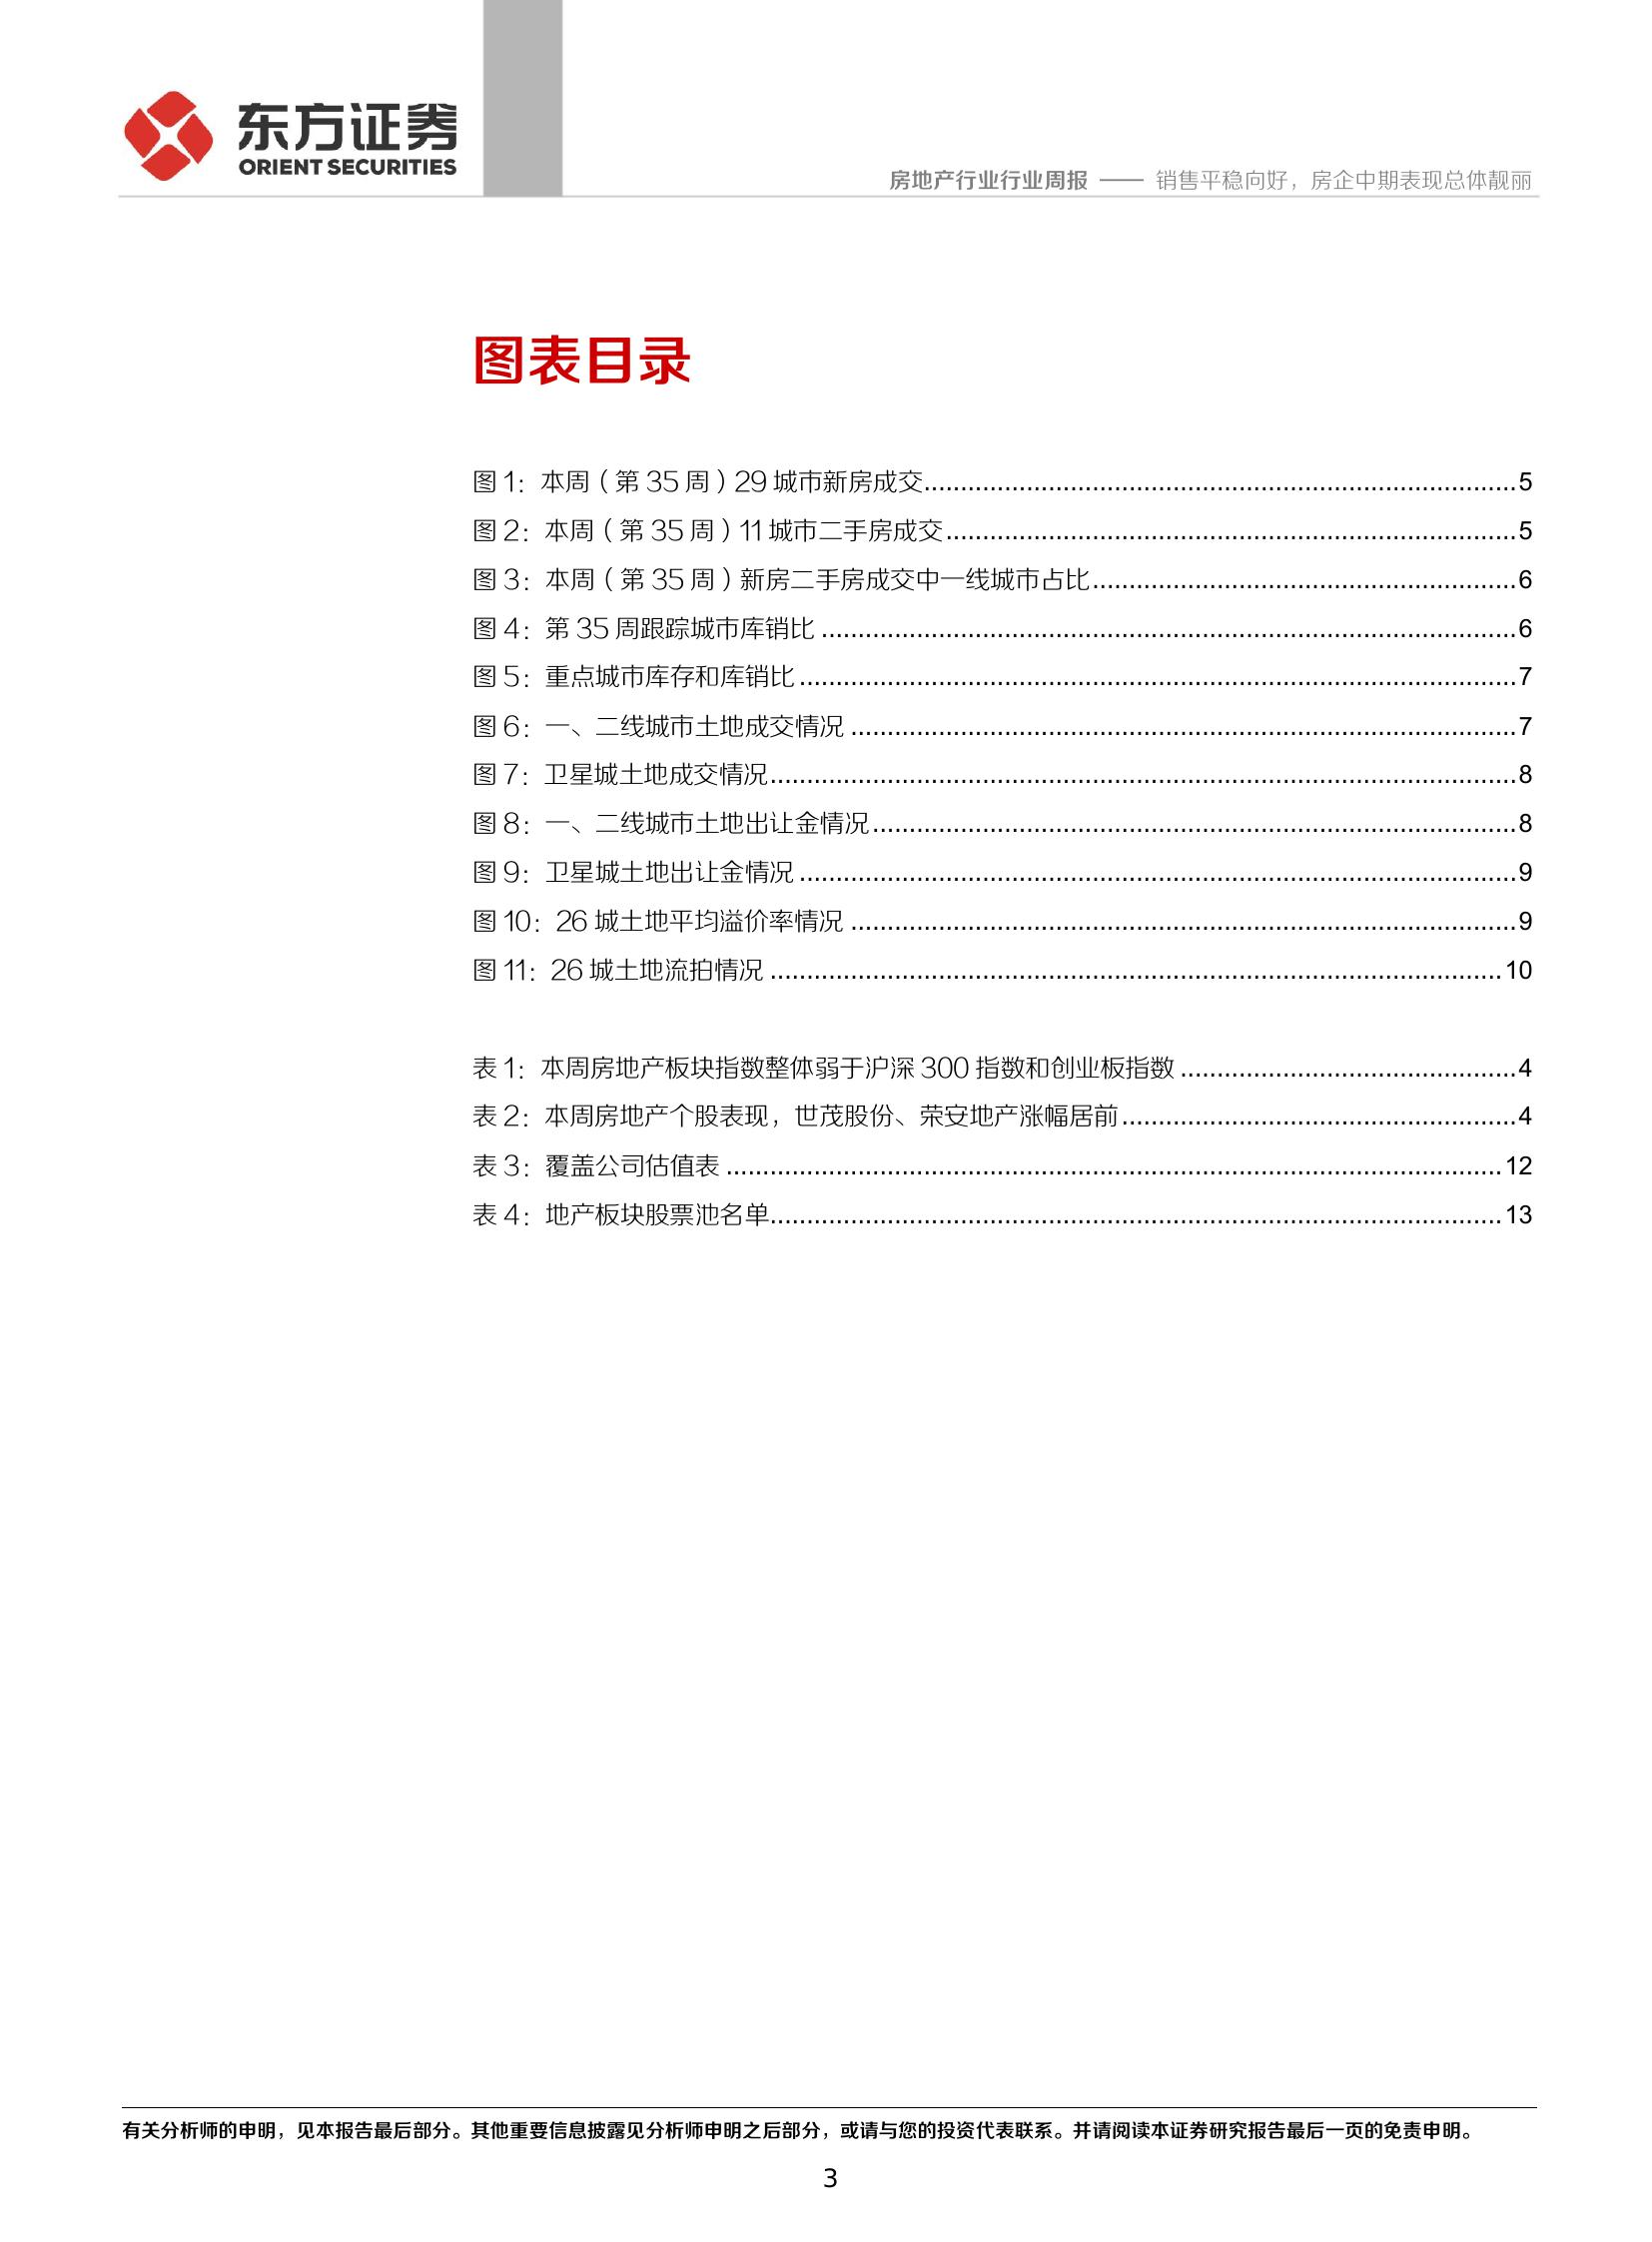 东方证券
ORIENT SECURITIES
房地产行业行业周报 —— 销售平稳向好，房企中期表现总体靓丽
图表目录
图 1：本周（第 35 周）29 城市新房成交....................5
图 2：本周（第 35 周）11 城市二手房成交....................5
图 3：本周（第 35 周）新房二手房成交中一线城市占比....................6
图 4：第 35 周跟踪城市库销比....................6
图 5：重点城市库存和库销比....................7
图 6：一、二线城市土地成交情况....................7
图 7：卫星城土地成交情况....................8
图 8：一、二线城市土地出让金情况....................8
图 9：卫星城土地出让金情况....................9
图 10：26 城土地平均溢价率情况....................9
图 11：26 城土地流拍情况....................10
表 1：本周房地产板块指数整体弱于沪深 300 指数和创业板指数....................4
表 2：本周房地产个股表现，世茂股份、荣安地产涨幅居前....................4
表 3：覆盖公司估值表....................12
表 4：地产板块股票池名单....................13
有关分析师的申明，见本报告最后部分。其他重要信息披露见分析师申明之后部分，或请与您的投资代表联系。并请阅读本证券研究报告最后一页的免责申明。
3